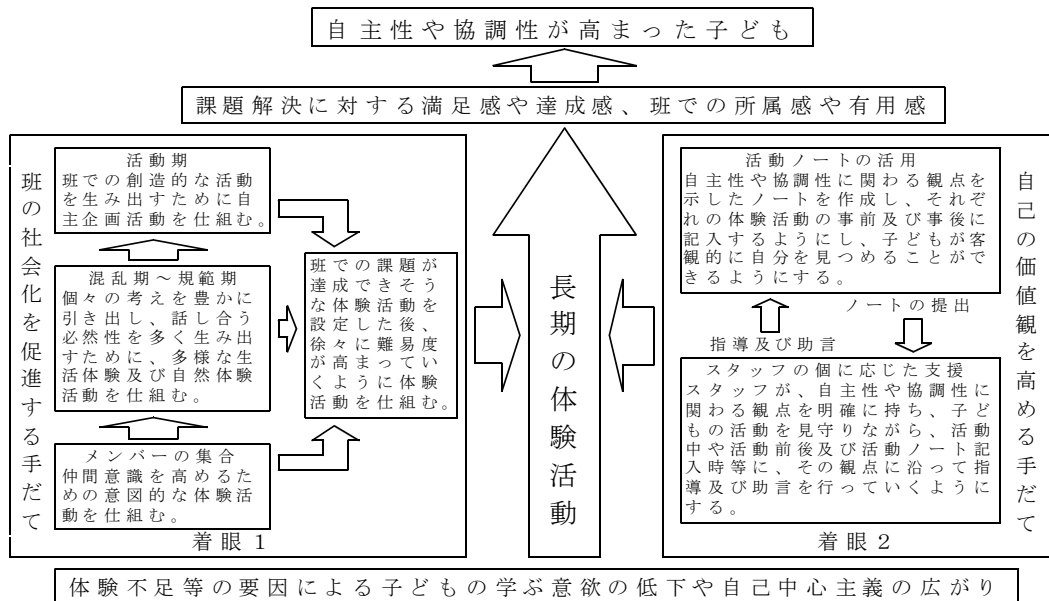 自主性や協調性が高まった子ども
課題解決に対する満足感や達成感、班での所属感や有用感
班の社会化を促進する手だて
活動期
班での創造的な活動
を生み出すために自
主企画活動を仕組む。
混乱期～規範期
個々の考えを豊かに
引き出し、話し合う
必然性を多く生み出
すために、多様な生
活体験及び自然体験
活動を仕組む。
メンバーの集合
仲間意識を高めるた
めの意図的な体験活
動を仕組む。
班での課題が
達成できそう
な体験活動を
設定した後、
徐々に難易度
が高まってい
くように体験
活動を仕組む。
着眼1
長期の体験活動
活動ノートの活用
自主性や協調性に関わる観点を
示したノートを作成し、それぞ
れの体験活動の事前及び事後に
記入するようにし、子どもが客
観的に自分を見つめることがで
きるようにする。
ノートの提出
指導及び助言
スタッフの個に応じた支援
スタッフが、自主性や協調性に
関わる観点を明確に持ち、子ど
もの活動を見守りながら、活動
中や活動前後及び活動ノート記
入時等に、その観点に沿って指
導及び助言を行っていくように
する。
着眼2
自己の価値観を高める手だて
体験不足等の要因による子どもの学ぶ意欲の低下や自己中心主義の広がり